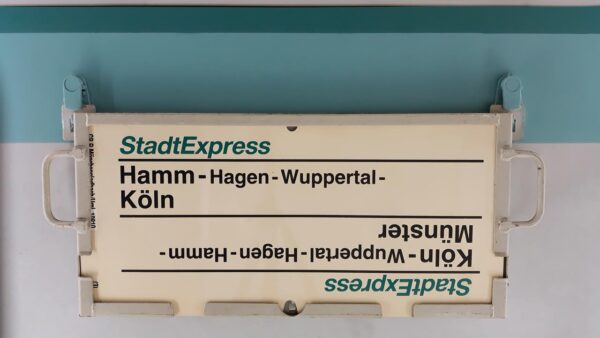 StadtExpress
Hamm - Hagen - Wuppertal -
Köln
StadtExpress
Köln - Wuppertal - Hagen - Hamm -
Münster